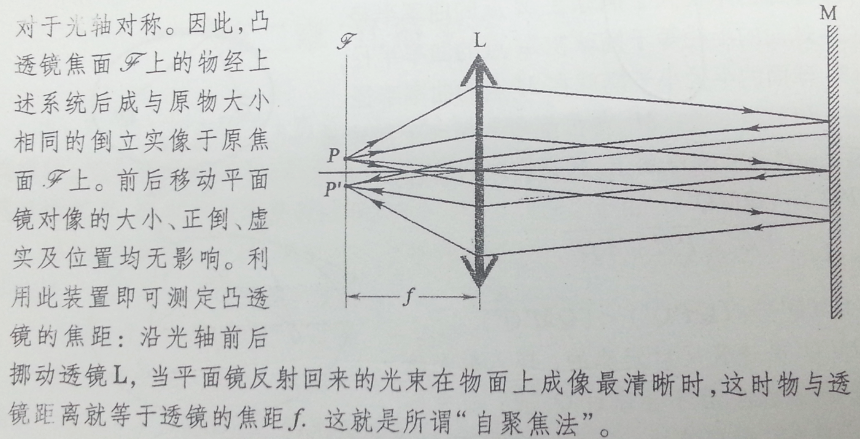 对于光轴对称。因此,凸
透镜焦面 ℱ 上的物经上
述系统后成与原物大小
相同的倒立实像于原焦
面 ℱ 上。前后移动平面
镜对像的大小、正倒、虚
实及位置均无影响。利
用此装置即可测定凸透
镜的焦距：沿光轴前后
挪动透镜L, 当平面镜反射回来的光束在物面上成像最清晰时,这时物与透
镜距离就等于透镜的焦距f. 这就是所谓“自聚焦法”。
ℱ
L
M
P
P'
f